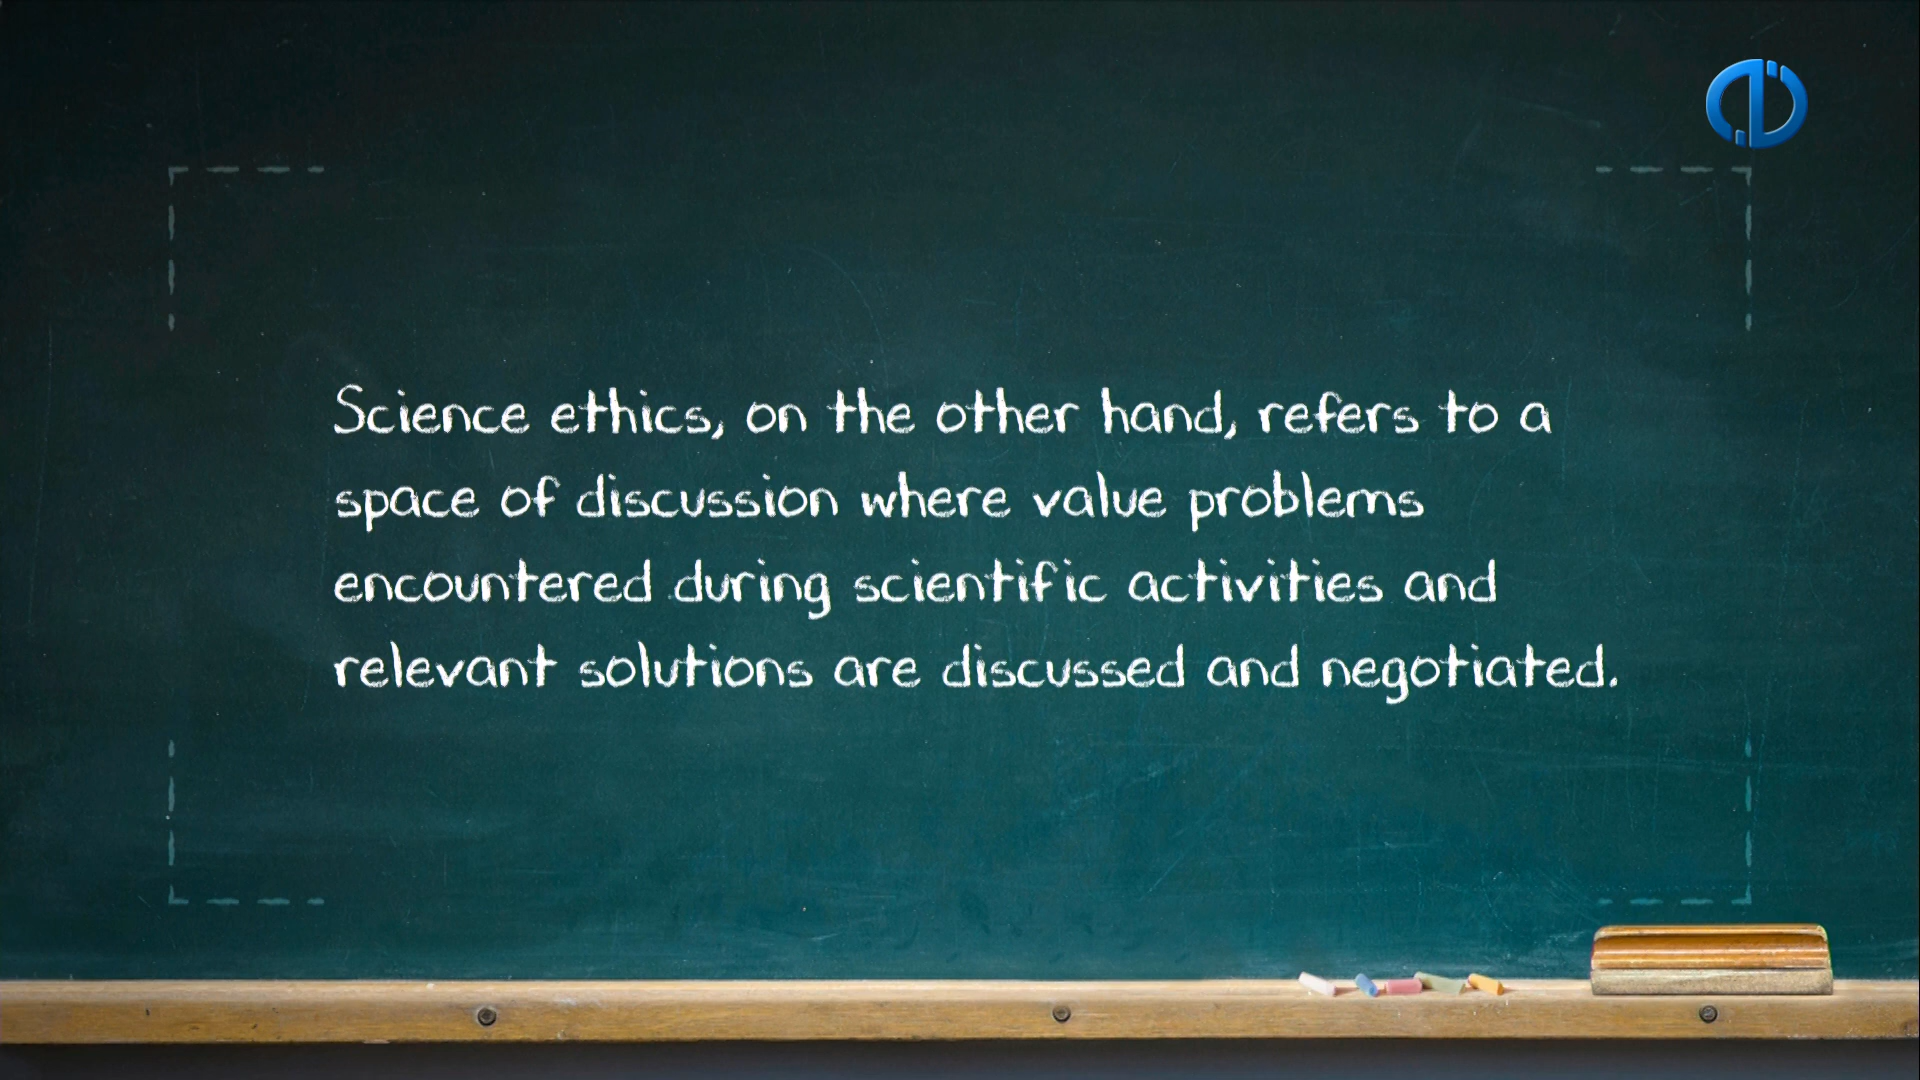 Science ethics, on the other hand, refers to a
space of discussion where value problems
encountered during scientific activities and
relevant solutions are discussed and negotiated.